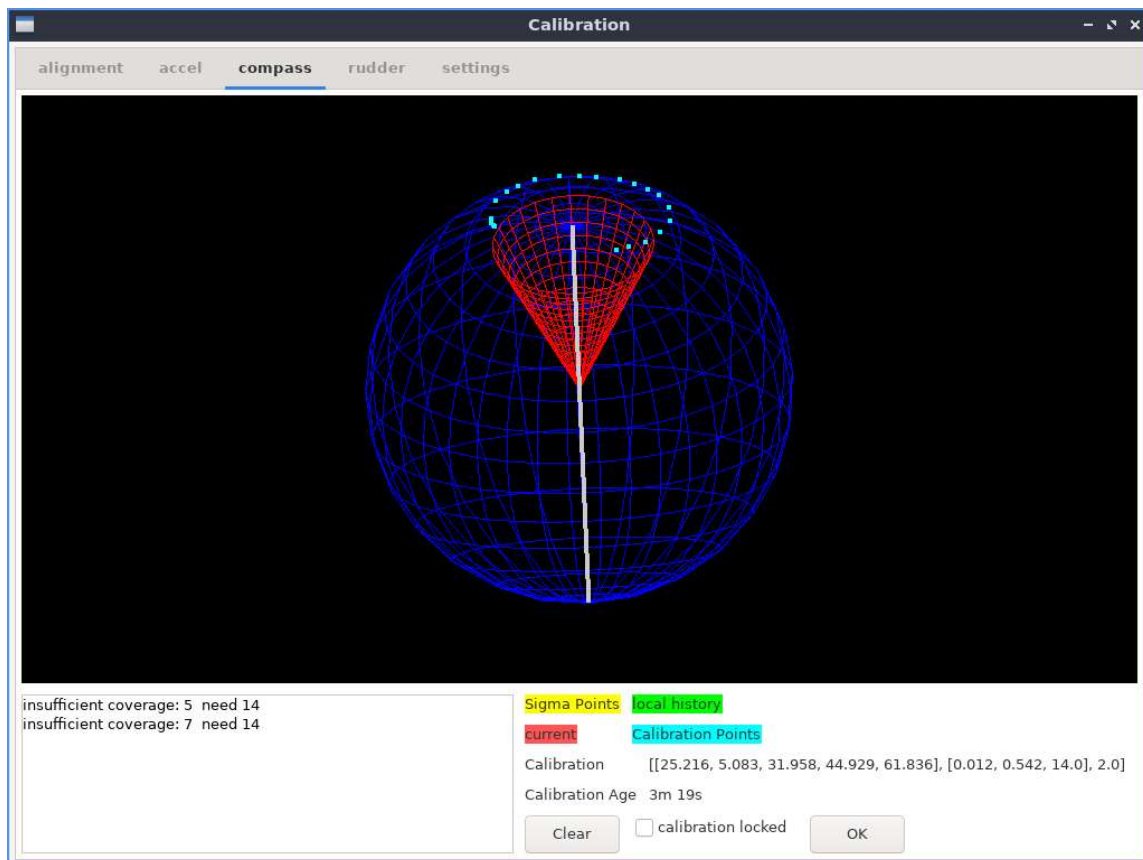 Calibration
alignment accel compass rudder settings
insufficient coverage: 5 need 14
insufficient coverage: 7 need 14
Sigma Points local history
current Calibration Points
Calibration [[25.216, 5.083, 31.958, 44.929, 61.836], [0.012, 0.542, 14.0], 2.0]
Calibration Age 3m 19s
Clear calibration locked OK